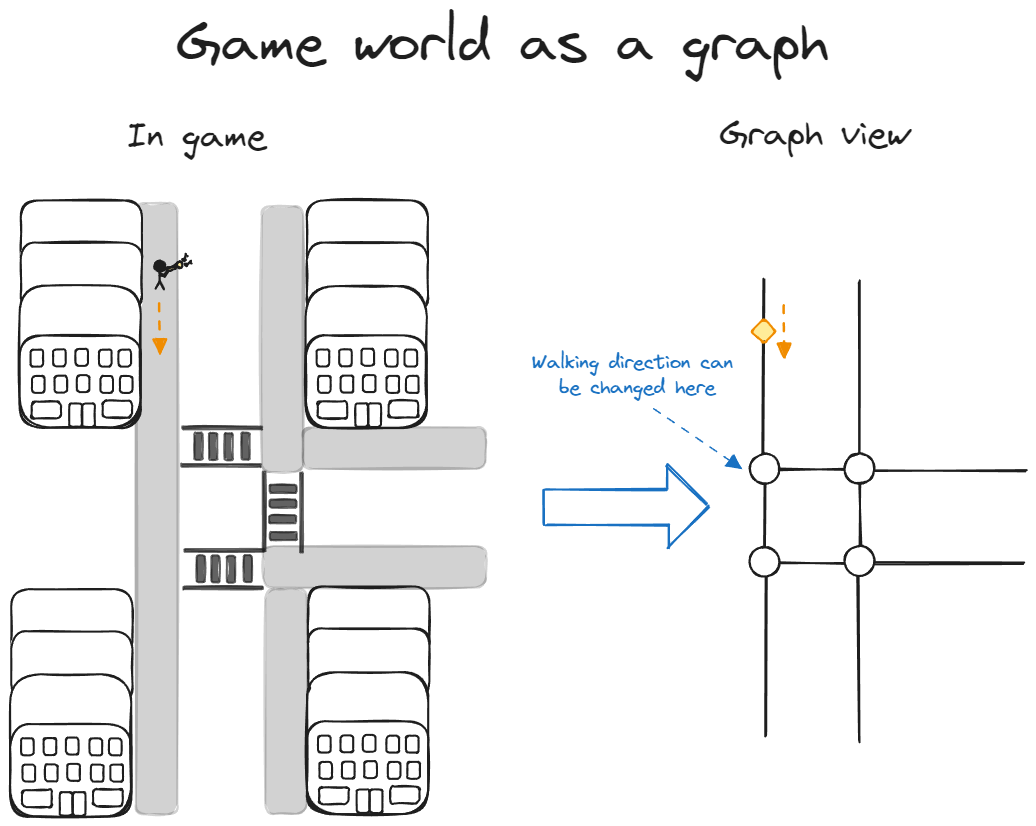 Game world as a graph
In game
Graph view
Walking direction can
be changed here